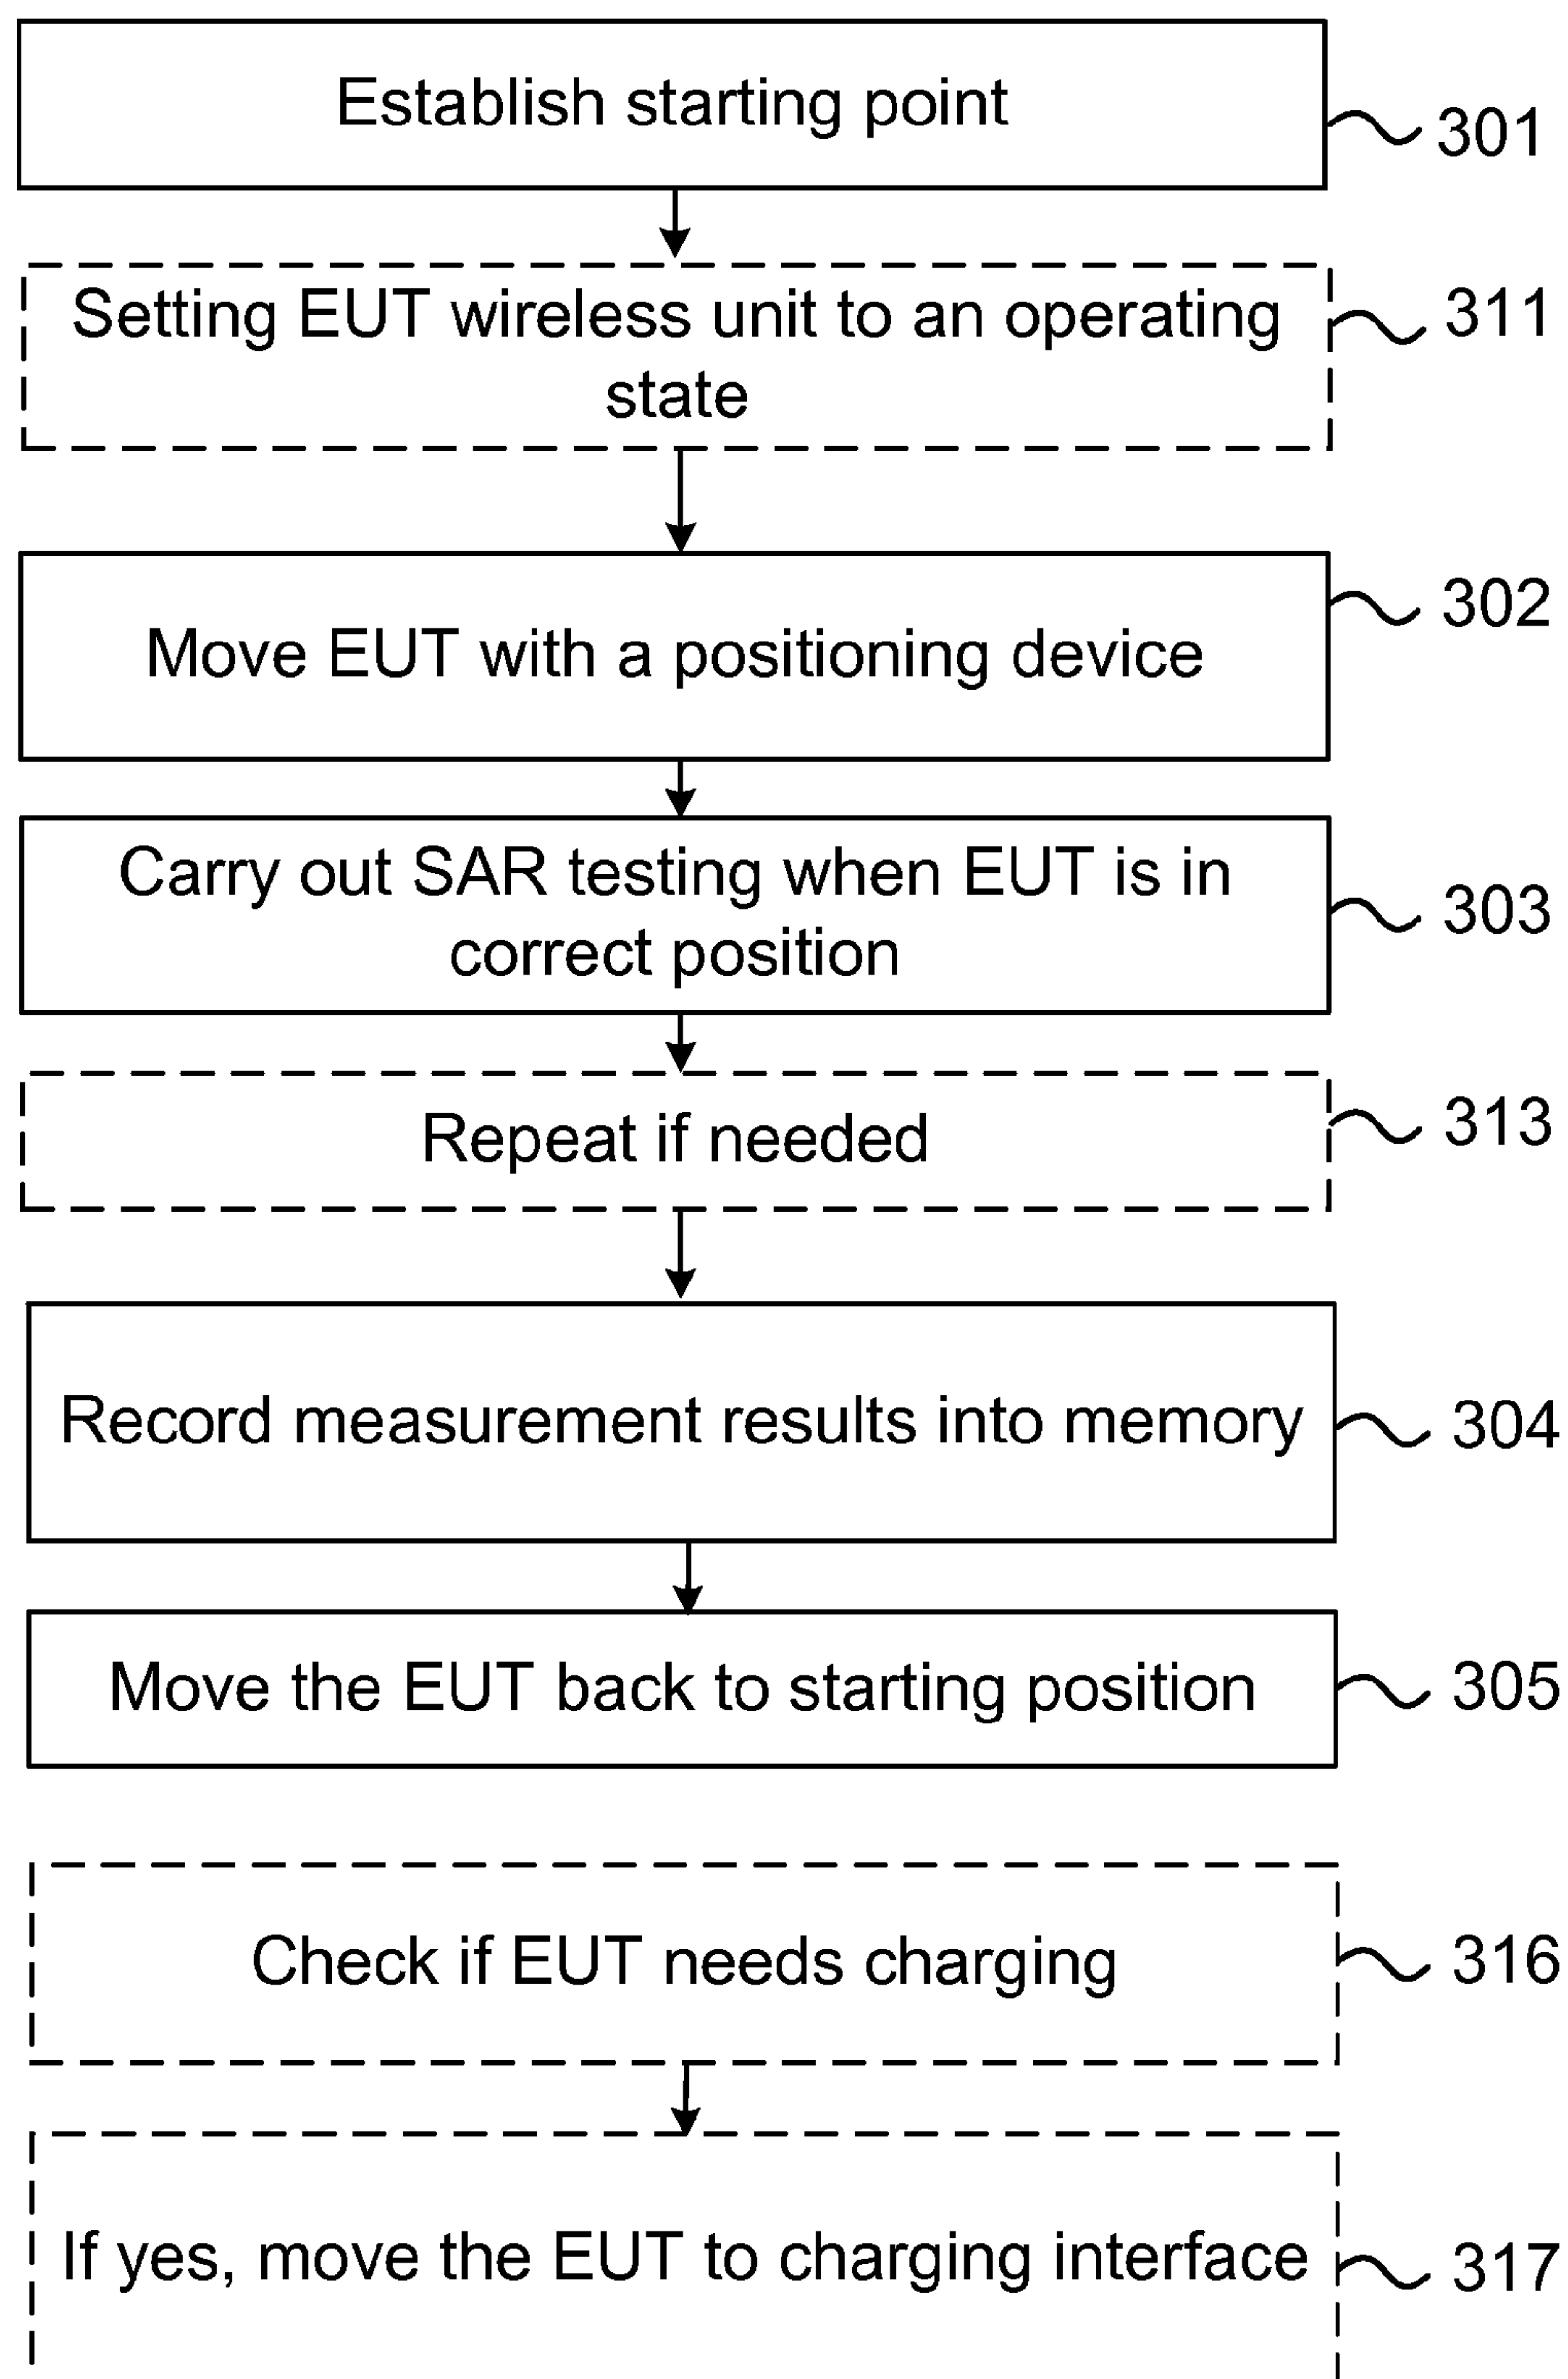 Establish starting point
301
Setting EUT wireless unit to an operating
state
311
Move EUT with a positioning device
302
Carry out SAR testing when EUT is in
correct position
303
Repeat if needed
313
Record measurement results into memory
304
Move the EUT back to starting position
305
Check if EUT needs charging
316
If yes, move the EUT to charging interface
317